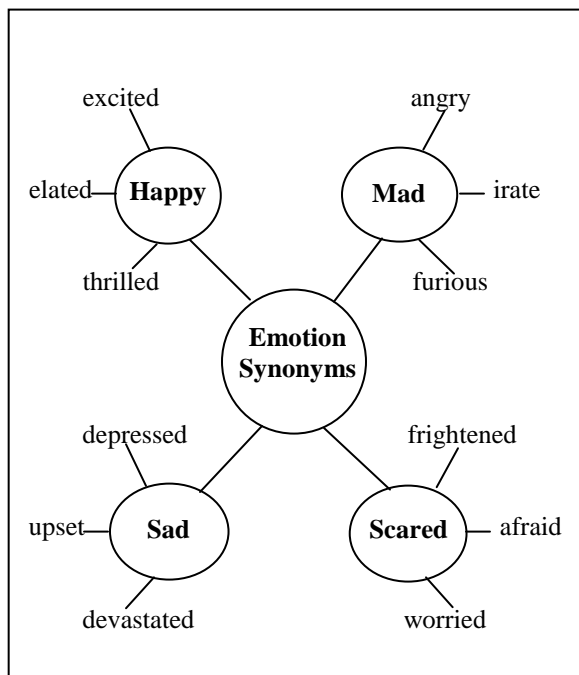 excited
angry
elated
Happy
Mad
irate
thrilled
furious
Emotion
Synonyms
depressed
frightened
upset
Sad
Scared
afraid
devastated
worried